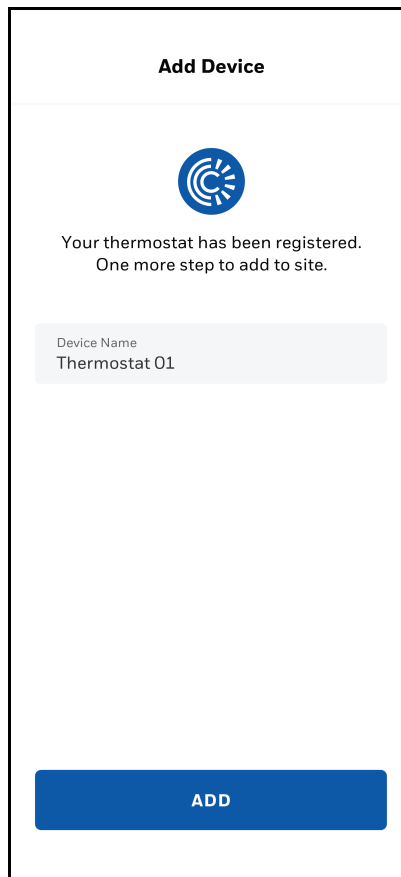 Add Device
Your thermostat has been registered.
One more step to add to site.
Device Name
Thermostat 01
ADD